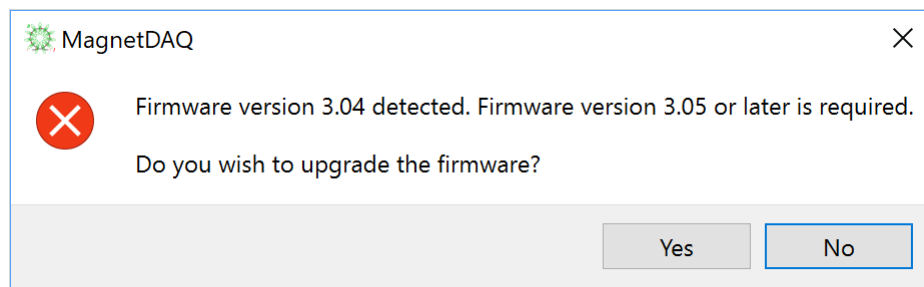 MagnetDAQ
Firmware version 3.04 detected. Firmware version 3.05 or later is required.
Do you wish to upgrade the firmware?
Yes
No